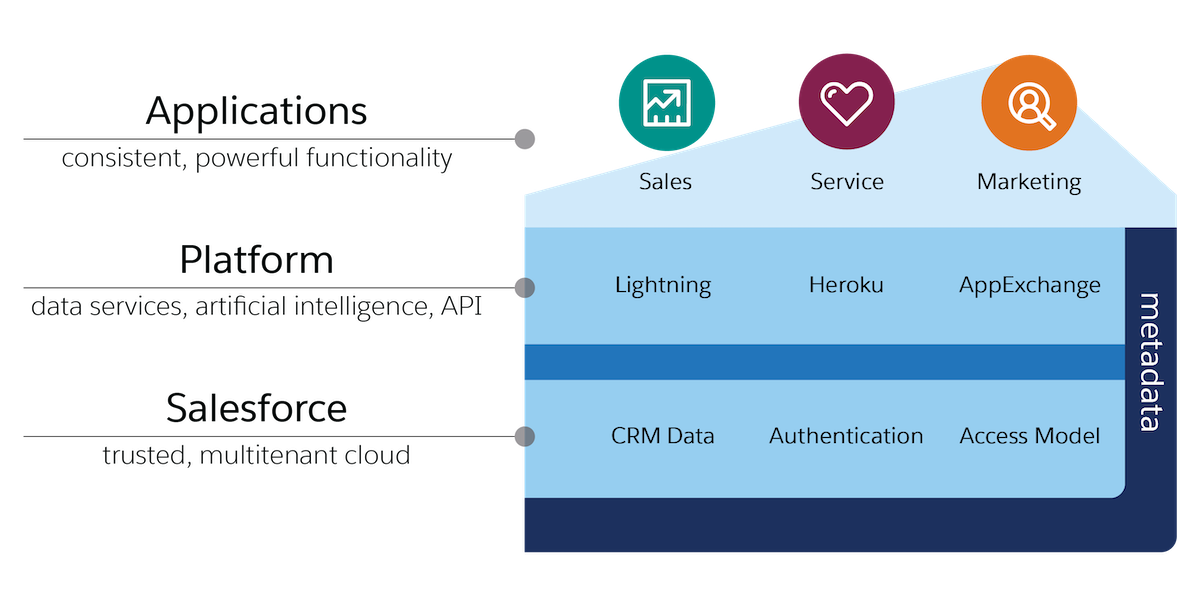 Applications
consistent, powerful functionality
Sales
Service
Marketing
Platform
data services, artificial intelligence, API
Lightning
Heroku
AppExchange
metadata
Salesforce
trusted, multitenant cloud
CRM Data
Authentication
Access Model